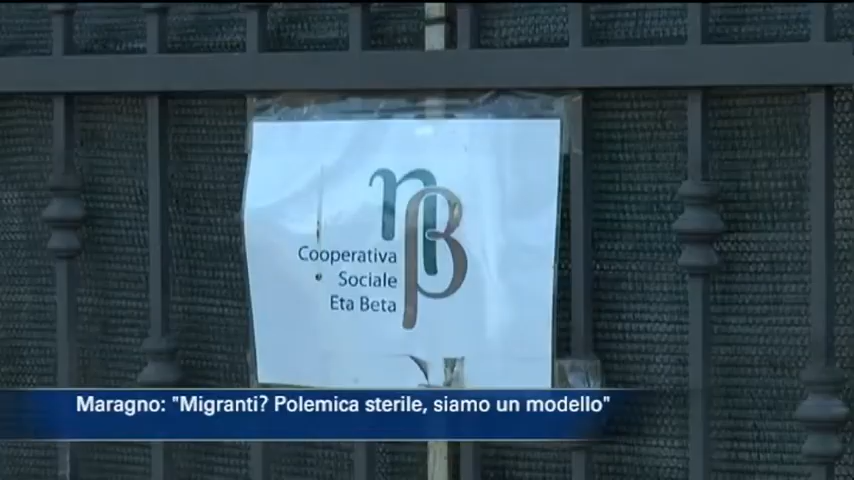 ηβ
Cooperativa
Sociale
Eta Beta
Maragno: "Migranti? Polemica sterile, siamo un modello"